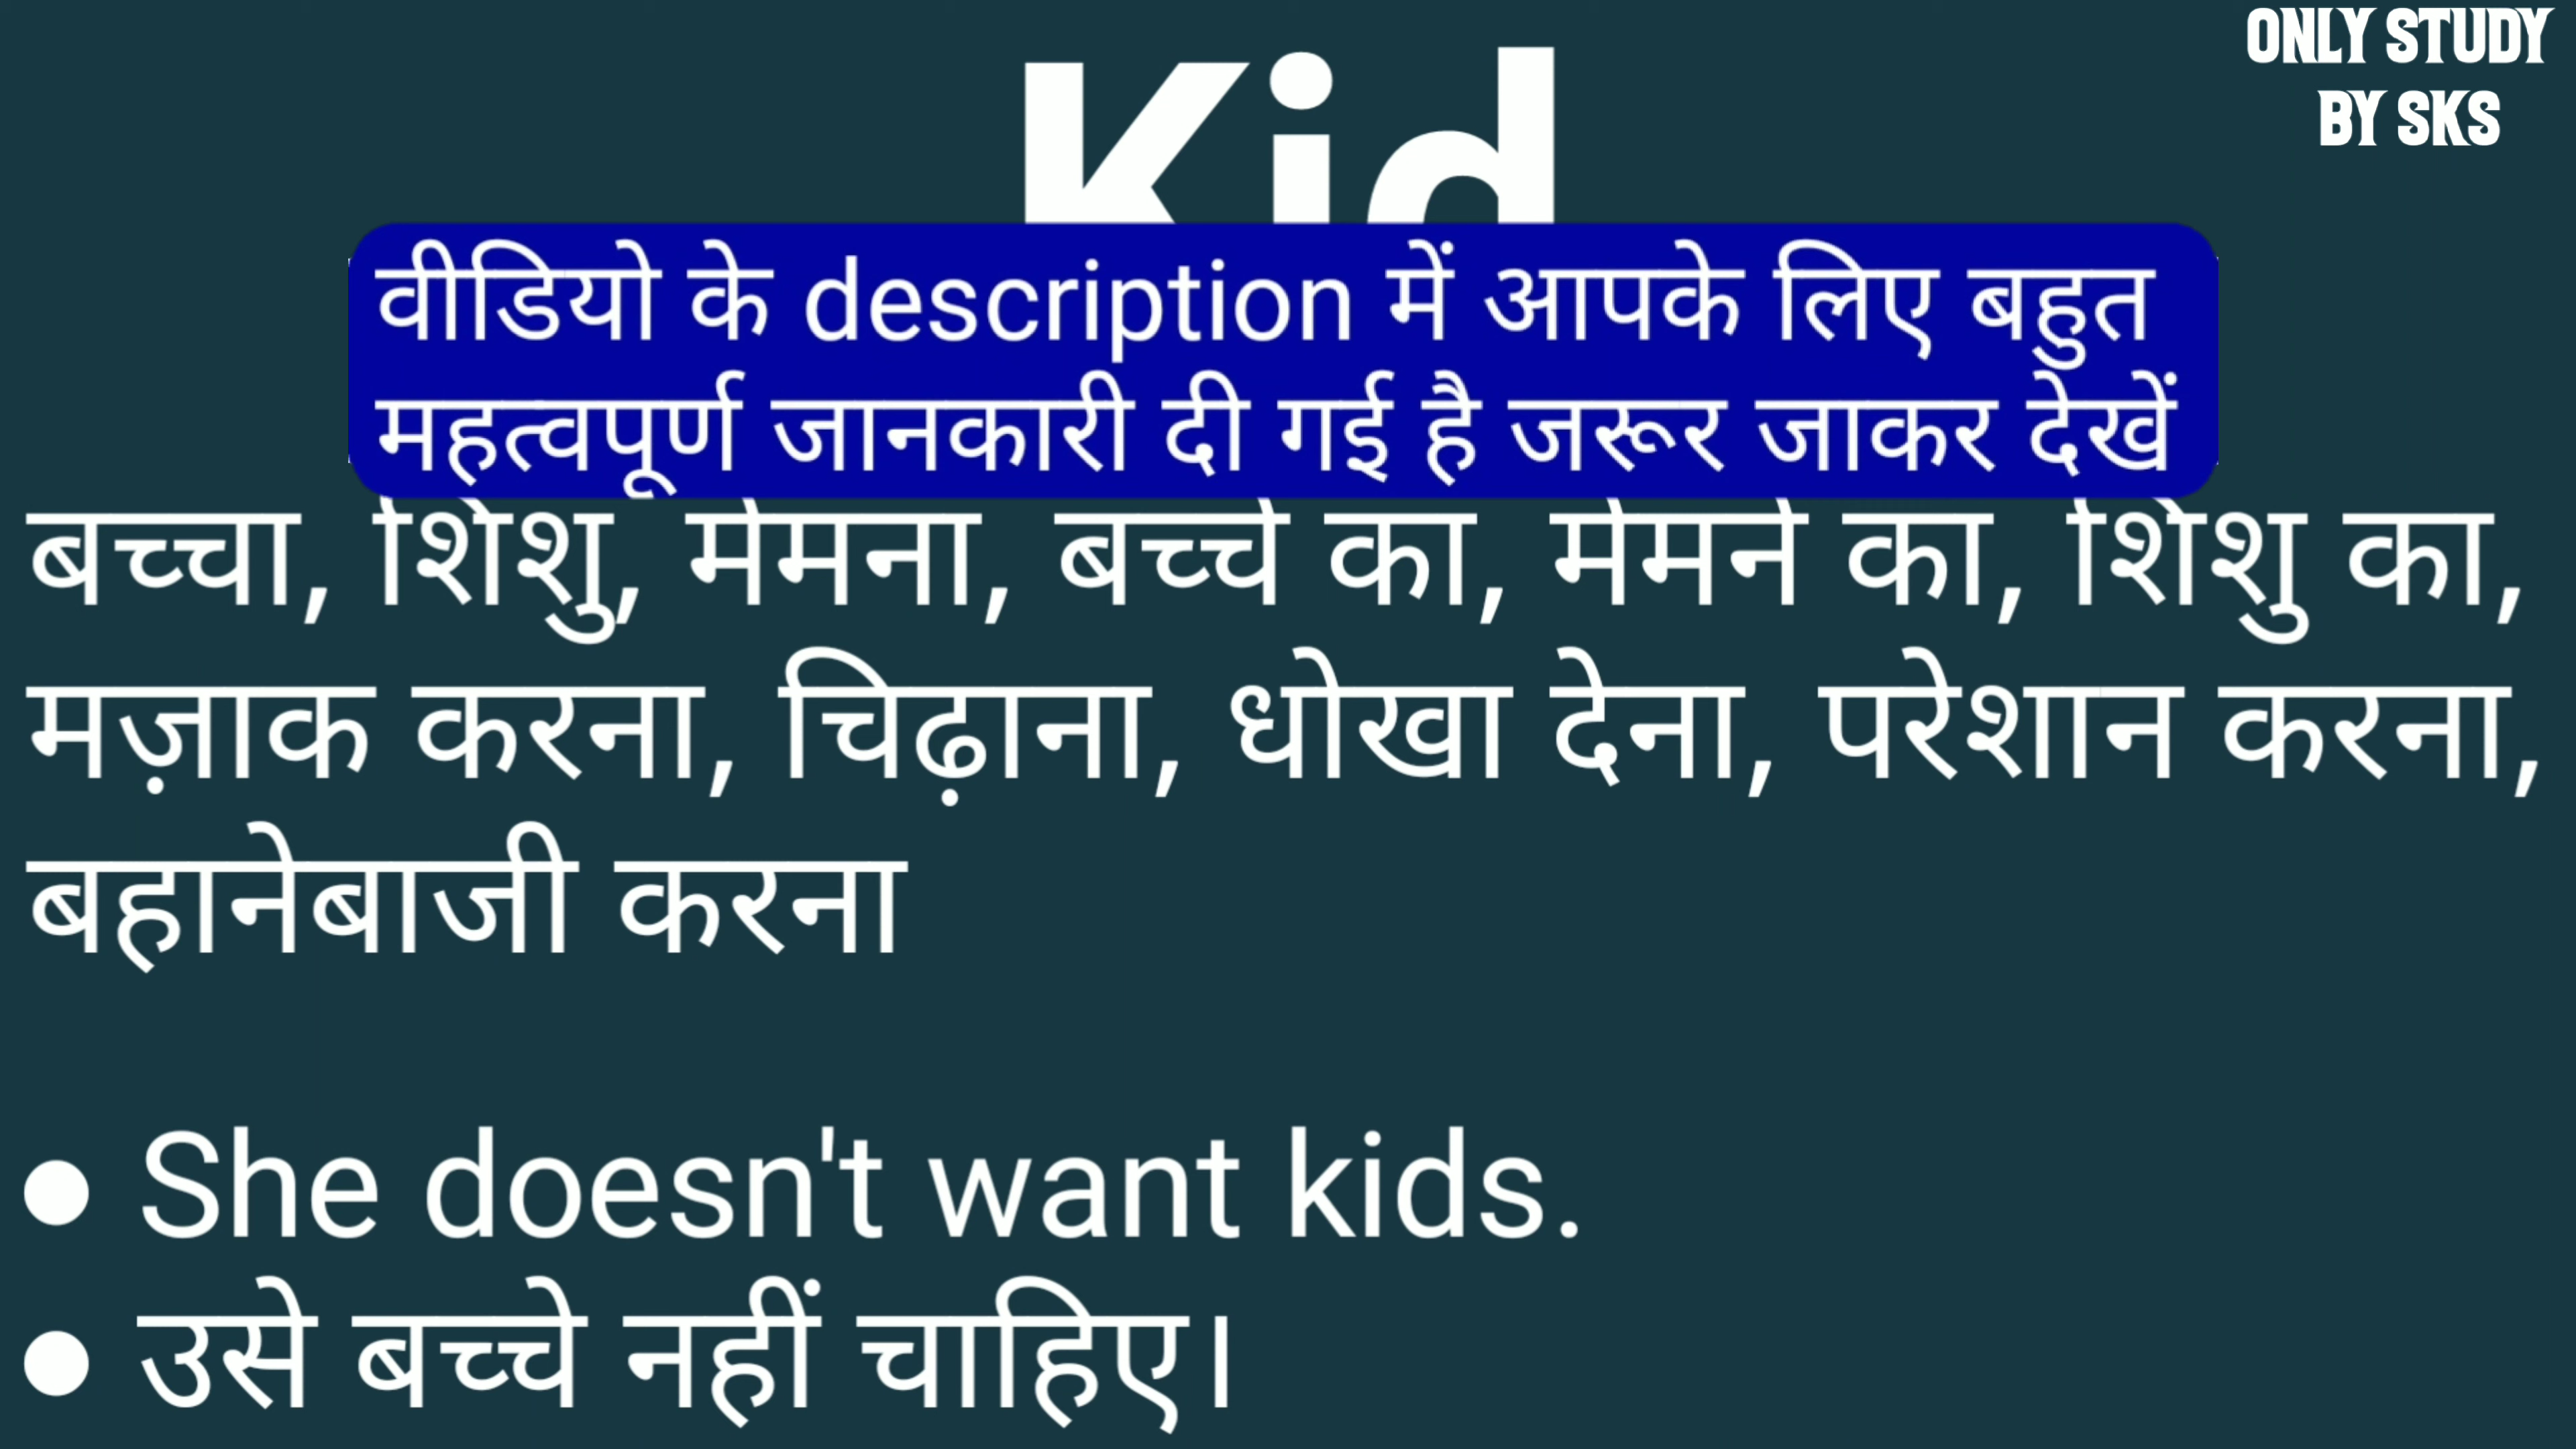 ONLY STUDY
BY SKS
Kid
वीडियो के description में आपके लिए बहुत
महत्वपूर्ण जानकारी दी गई है जरूर जाकर देखें
बच्चा, शिशु, मेमना, बच्चे का, मेमने का, शिशु का,
मज़ाक करना, चिढ़ाना, धोखा देना, परेशान करना,
बहानेबाजी करना
● She doesn't want kids.
● उसे बच्चे नहीं चाहिए।